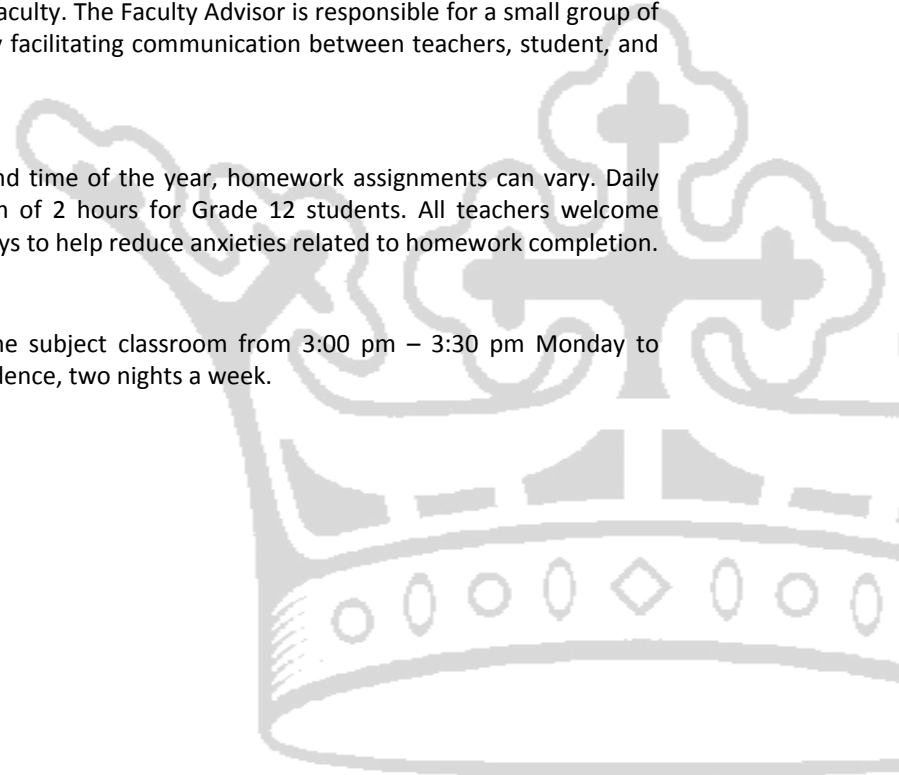 aculty. The Faculty Advisor is responsible for a small group of
facilitating communication between teachers, student, and
nd time of the year, homework assignments can vary. Daily
of 2 hours for Grade 12 students. All teachers welcome
ys to help reduce anxieties related to homework completion.
subject classroom from 3:00 pm – 3:30 pm Monday to
dence, two nights a week.